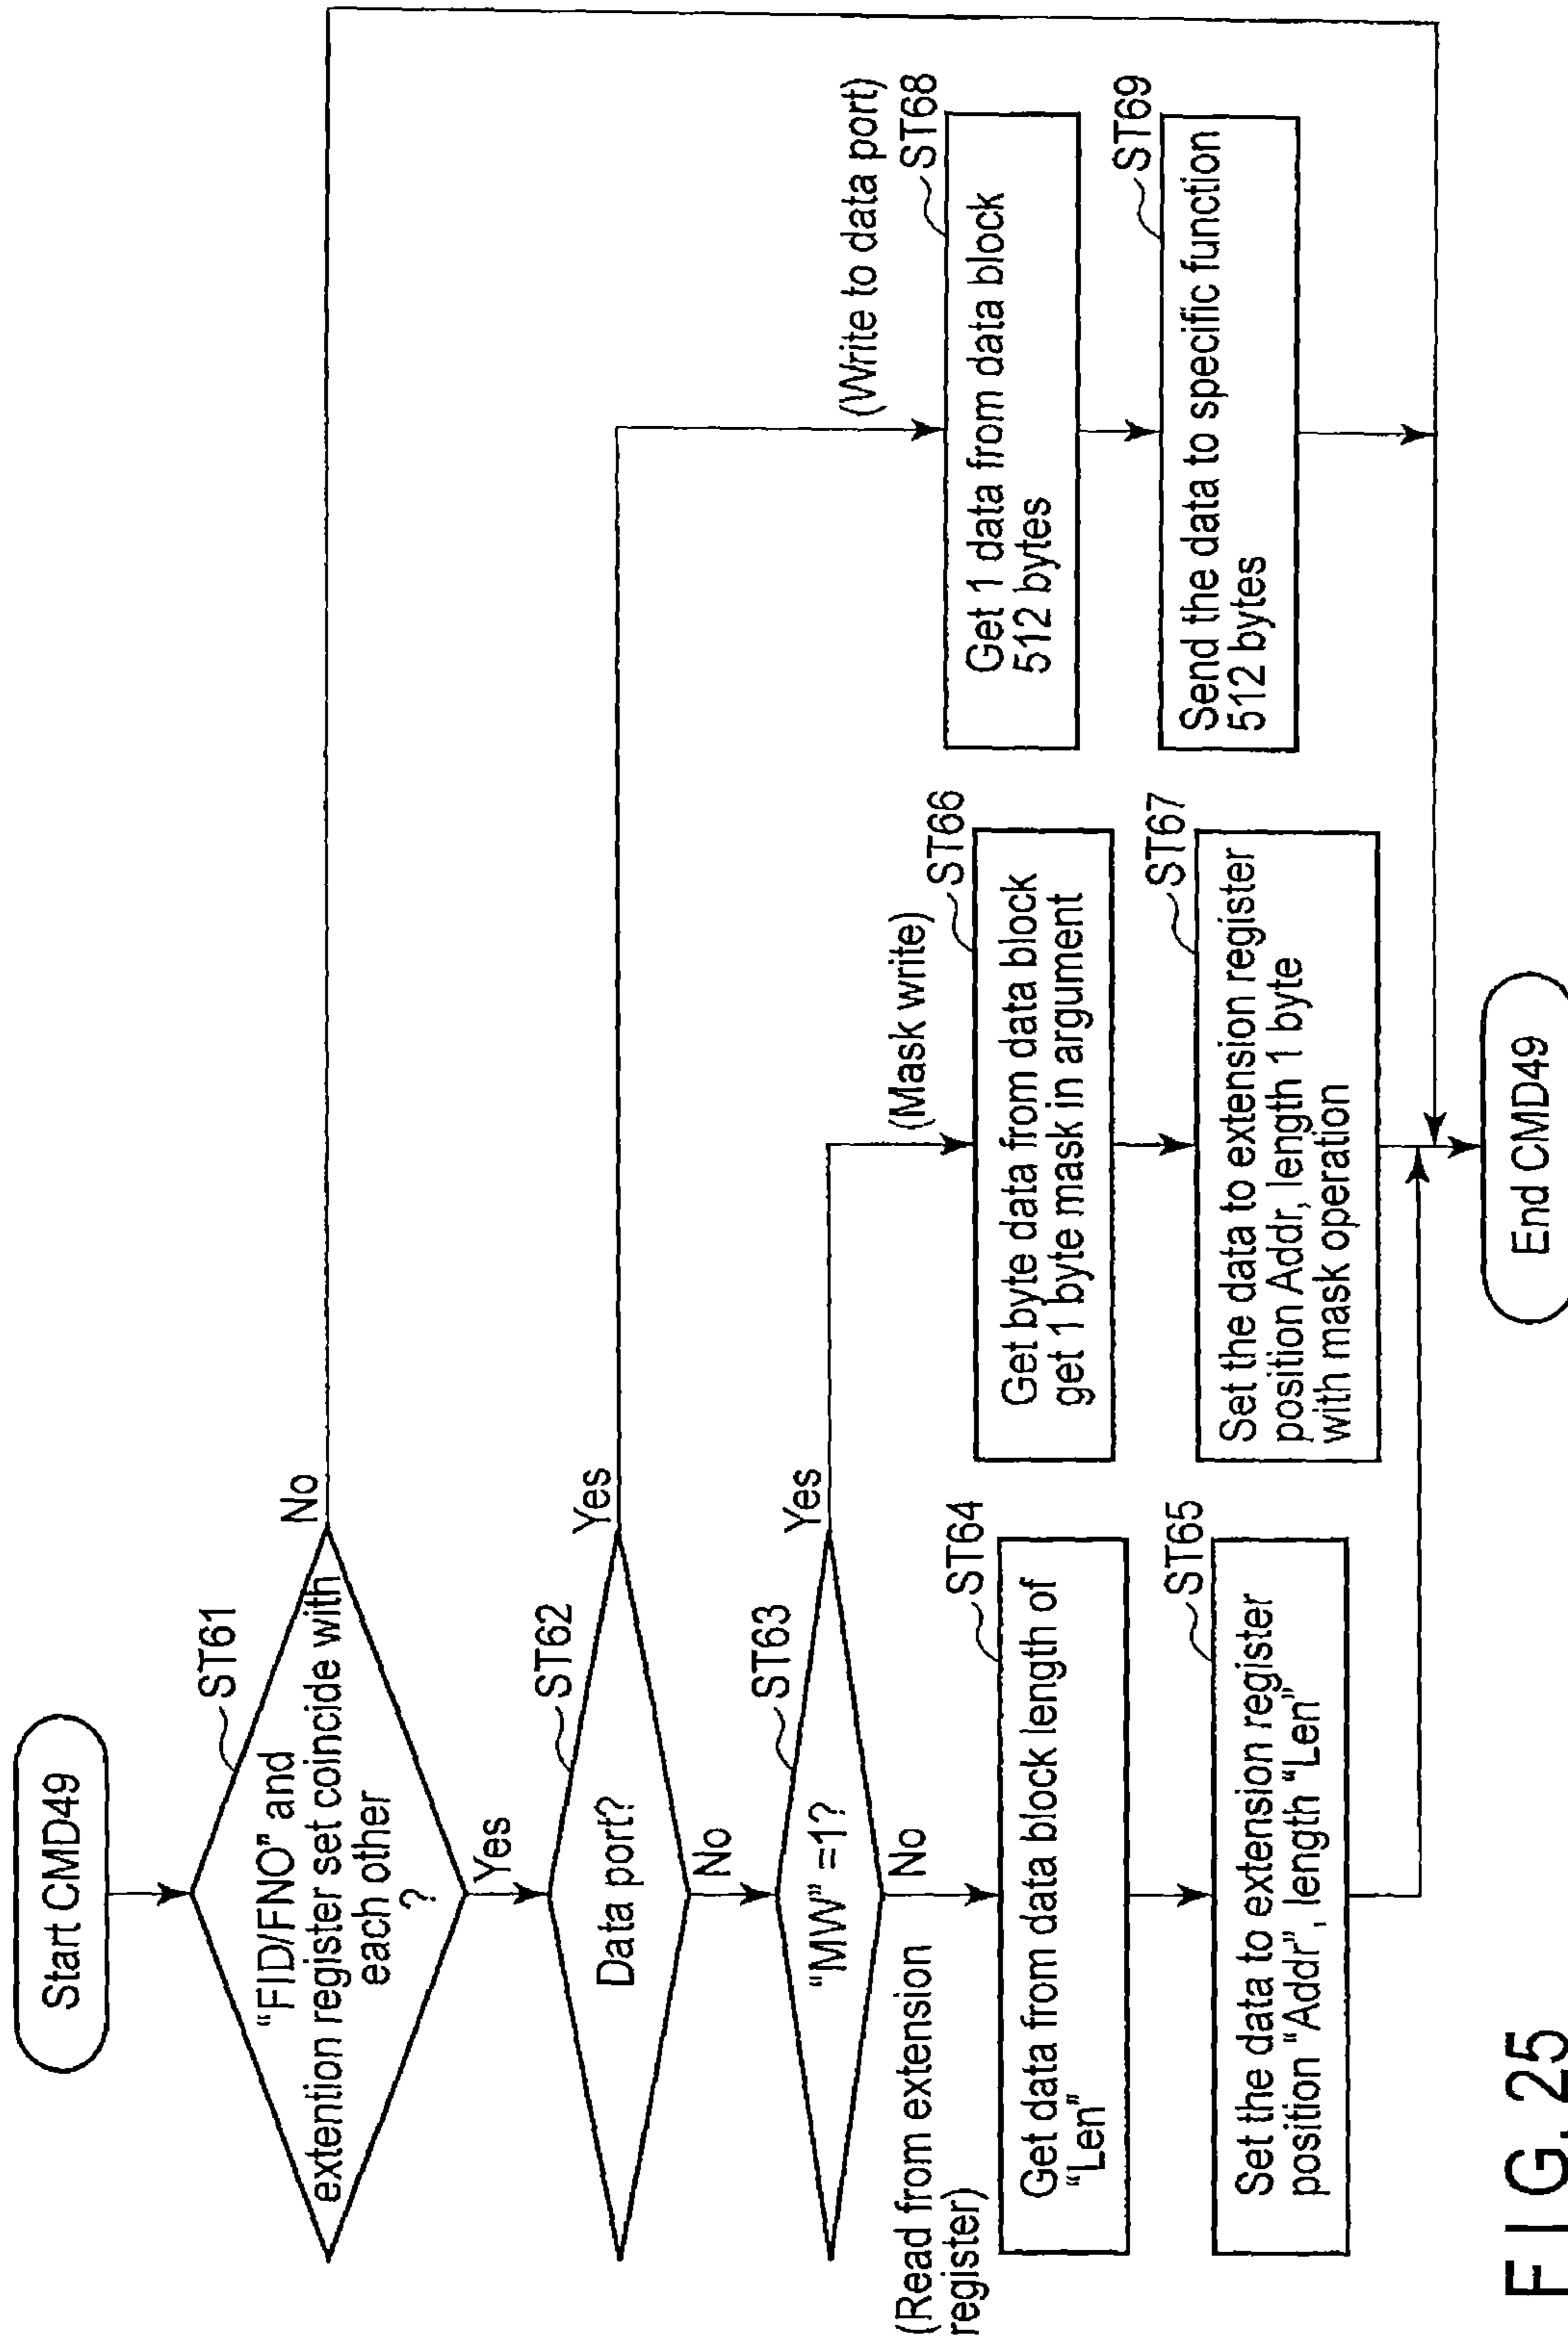 Start CMD49
ST61
"FID/FNO" and
extention register set coincide with
each other
?
No
Yes
ST62
Data port?
Yes
No
ST63
"MW" =1?
Yes
No
(Read from extension
register)
ST64
Get data from data block length of
"Len"
ST65
Set the data to extension register
position "Addr", length "Len"
(Mask write)
ST66
Get byte data from data block
get 1 byte mask in argument
ST67
Set the data to extension register
position Addr, length 1 byte
with mask operation
(Write to data port)
ST68
Get 1 data from data block
512 bytes
ST69
Send the data to specific function
512 bytes
End CMD49
FIG. 25